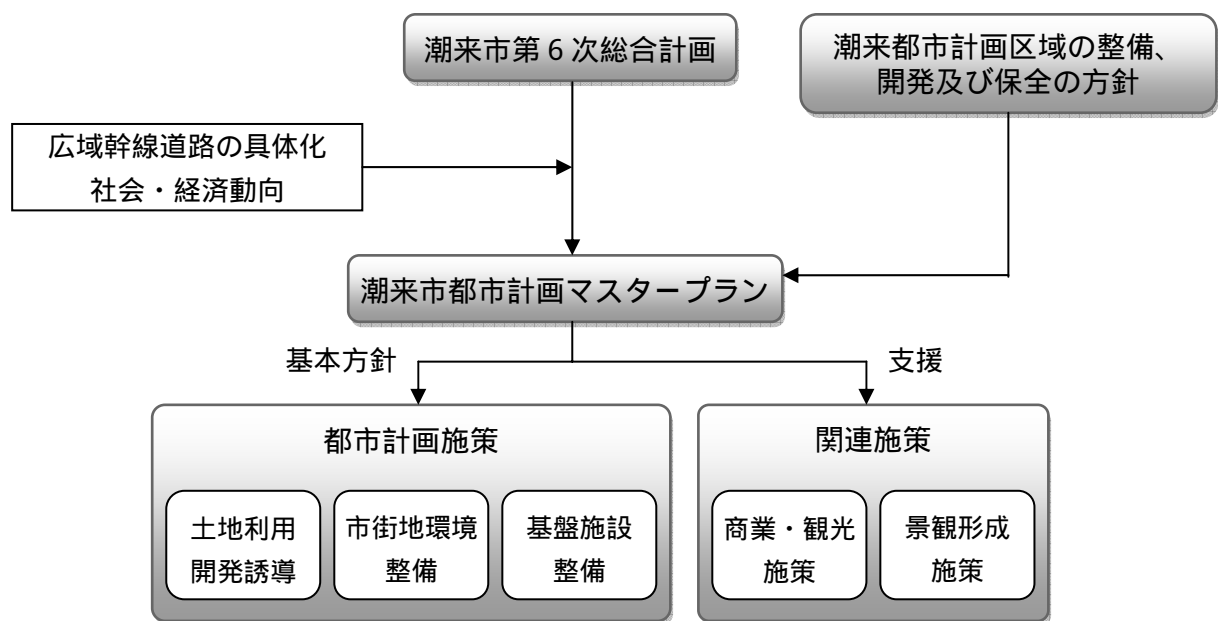 潮来市第6次総合計画
潮来都市計画区域の整備、
開発及び保全の方針
広域幹線道路の具体化
社会・経済動向
潮来市都市計画マスタープラン
基本方針
支援
都市計画施策
土地利用
開発誘導
市街地環境
整備
基盤施設
整備
関連施策
商業・観光
施策
景観形成
施策